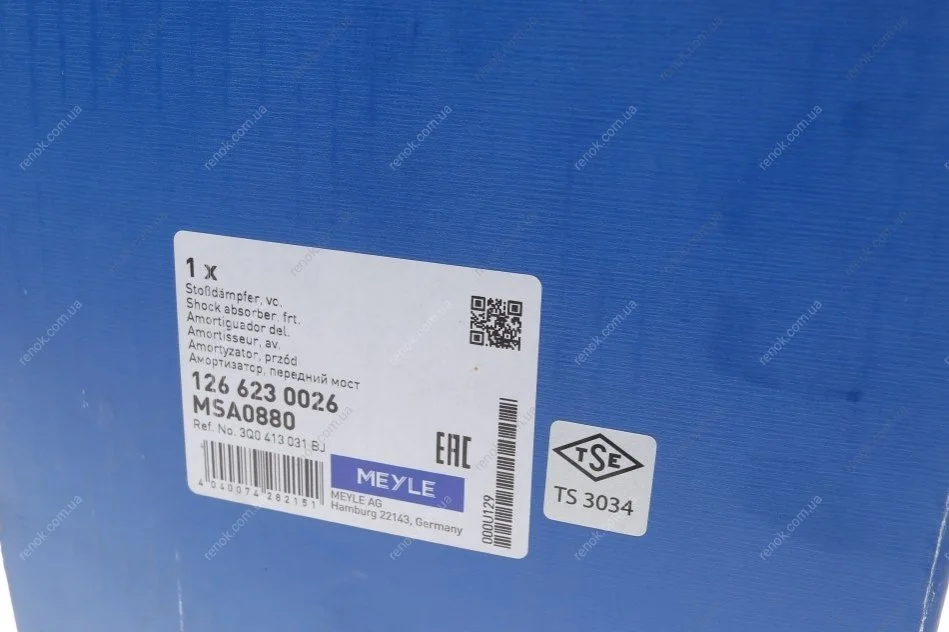 1 x
Stoßdämpfer, vo.
Shock absorber, frt.
Amortiguador del.
Amortisseur, av.
Amortyzator, przód
Амортизатор, передний мост
126 623 0026
MSA0880
Ref. No. 3Q0 413 031 BJ
4 040074 282151
MEYLE
MEYLE AG
Hamburg 22143, Germany
EAC
000U129
TSE
TS 3034
renok.com.ua